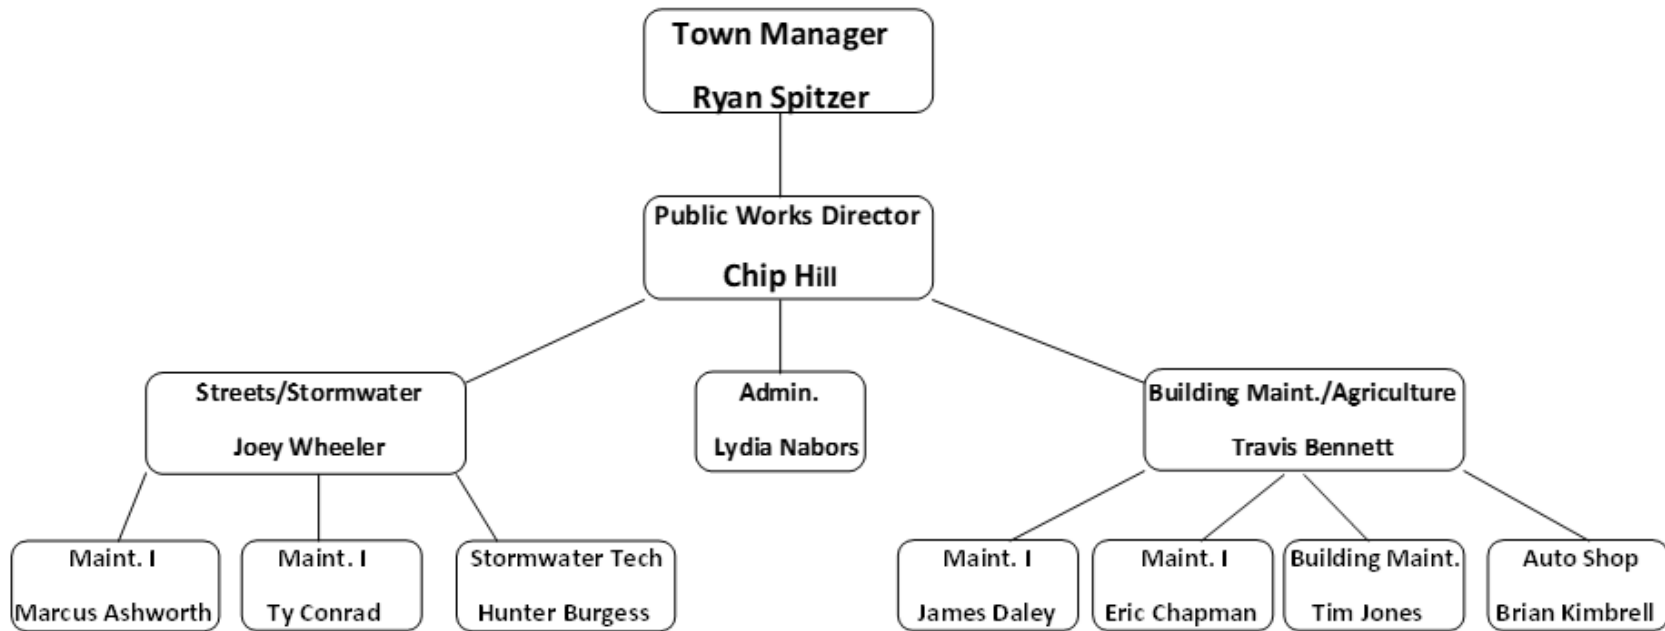 Town Manager
Ryan Spitzer
Public Works Director
Chip Hill
Streets/Stormwater
Joey Wheeler
Admin.
Lydia Nabors
Building Maint./Agriculture
Travis Bennett
Maint. I
Marcus Ashworth
Maint. I
Ty Conrad
Stormwater Tech
Hunter Burgess
Maint. I
James Daley
Maint. I
Eric Chapman
Building Maint.
Tim Jones
Auto Shop
Brian Kimbrell